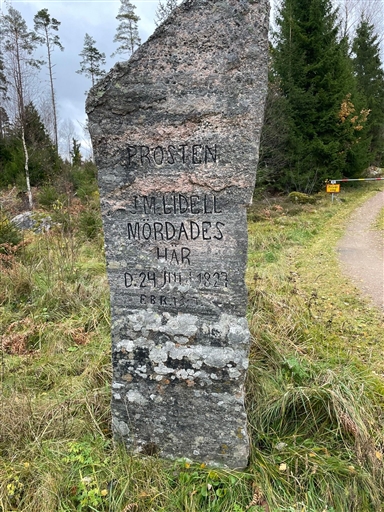 PROSTEN
J.M.LIDELL
MÖRDADES
HÄR
D.24 JULI 1827